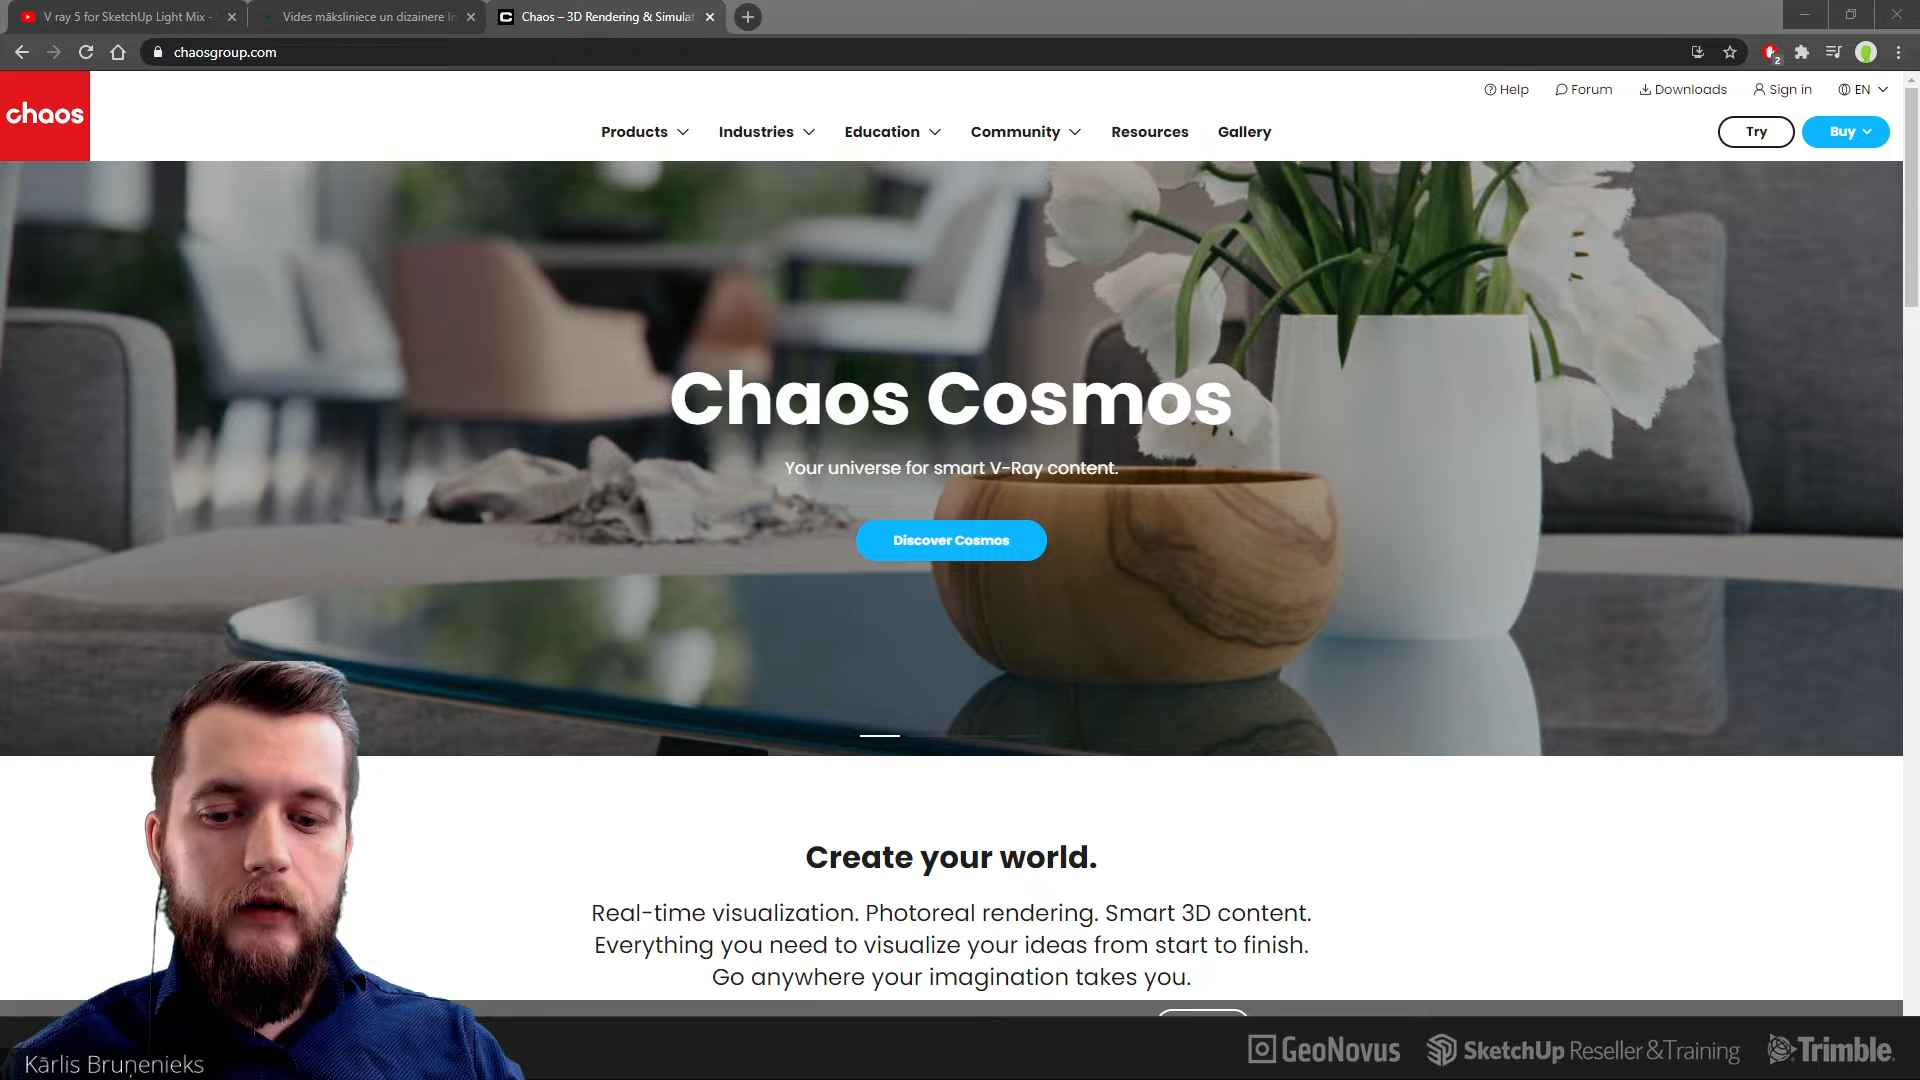 V ray 5 for SketchUp Light Mix -
Vides māksliniece un dizainere In
Chaos – 3D Rendering & Simulat
chaosgroup.com
2
chaos
Help
Forum
Downloads
Sign in
EN
Products
Industries
Education
Community
Resources
Gallery
Try
Buy
Chaos Cosmos
Your universe for smart V-Ray content.
Discover Cosmos
Create your world.
Real-time visualization. Photoreal rendering. Smart 3D content.
Everything you need to visualize your ideas from start to finish.
Go anywhere your imagination takes you.
Kārlis Bruņenieks
GeoNovus
SketchUp Reseller & Training
Trimble